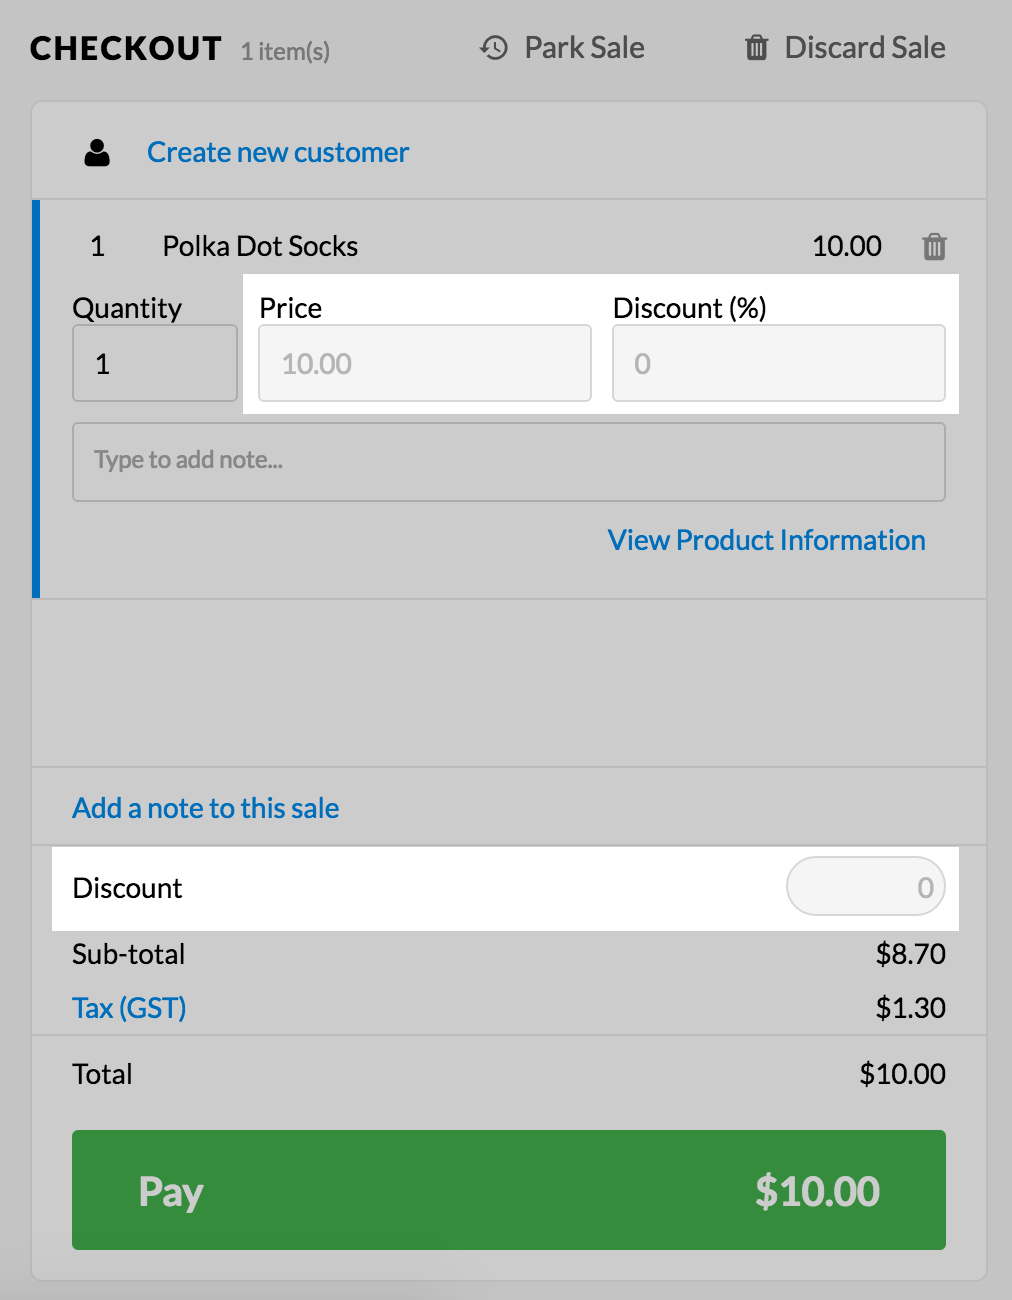 CHECKOUT 1 item(s) Park Sale Discard Sale
Create new customer
1 Polka Dot Socks 10.00
Quantity Price Discount (%)
1 10.00 0
Type to add note...
View Product Information
Add a note to this sale
Discount 0
Sub-total $8.70
Tax (GST) $1.30
Total $10.00
Pay $10.00